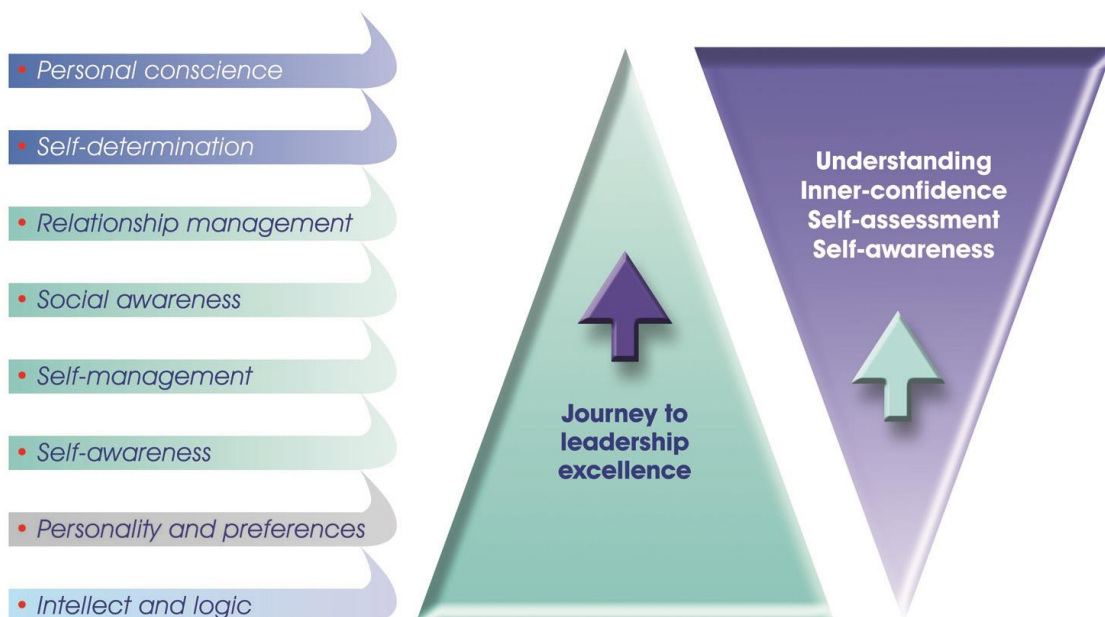 • Personal conscience
• Self-determination
• Relationship management
• Social awareness
• Self-management
• Self-awareness
• Personality and preferences
• Intellect and logic
Journey to
leadership
excellence
Understanding
Inner-confidence
Self-assessment
Self-awareness